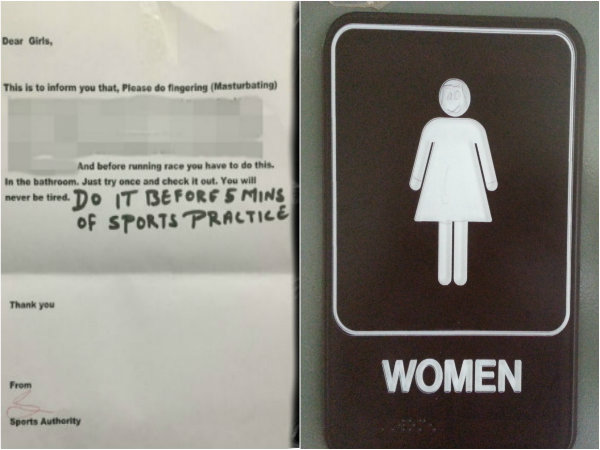 Dear Girls,
This is to inform you that, Please do fingering (Masturbating)
And before running race you have to do this.
In the bathroom. Just try once and check it out. You will
never be tired. DO IT BEFORE 5 MINS
OF SPORTS PRACTICE
Thank you
From
Sports Authority
WOMEN